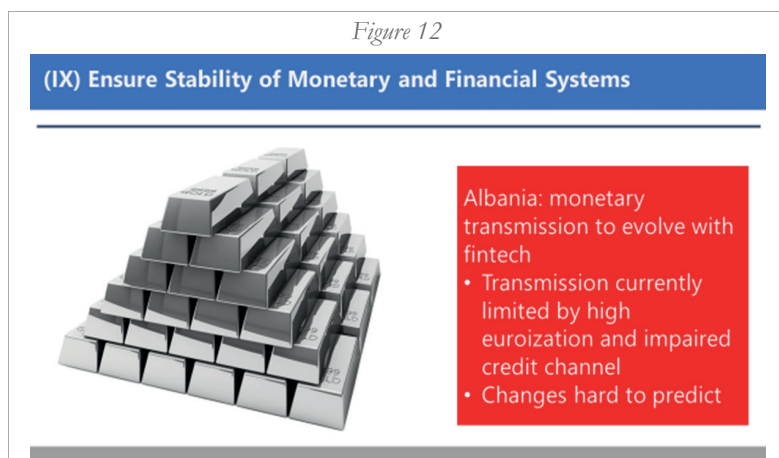 Figure 12
(IX) Ensure Stability of Monetary and Financial Systems
Albania: monetary
transmission to evolve with
fintech
• Transmission currently
limited by high
euroization and impaired
credit channel
• Changes hard to predict
GOLD